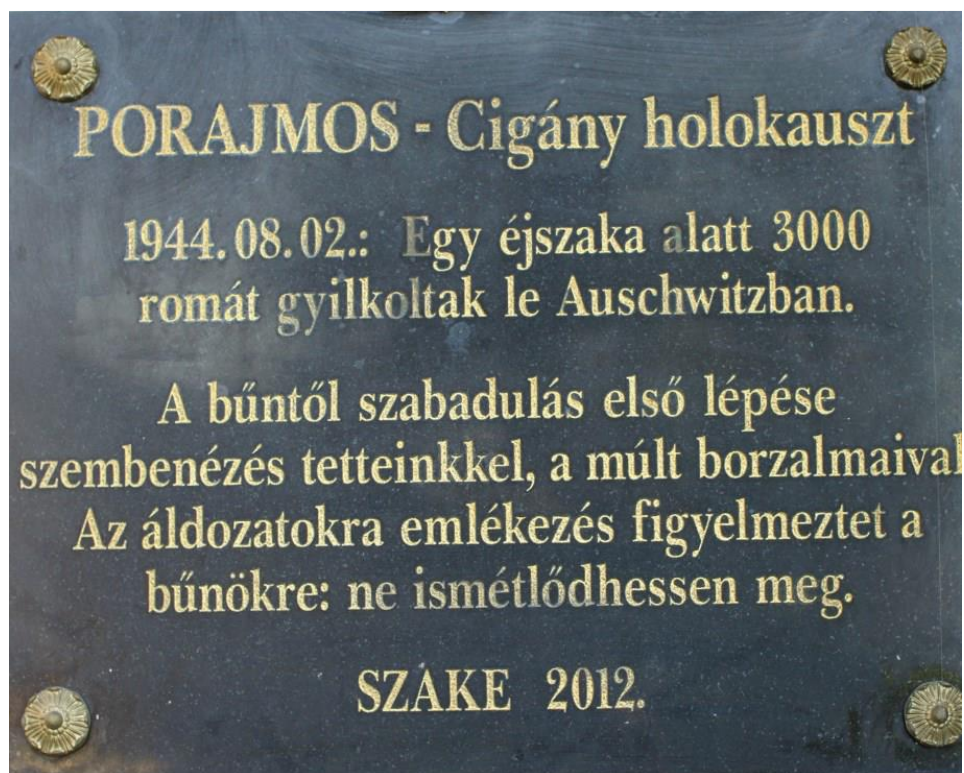 PORAJMOS - Cigány holokauszt
1944.08.02.: Egy éjszaka alatt 3000
romát gyilkoltak le Auschwitzban.
A bűntől szabadulás első lépése
szembenézés tetteinkkel, a múlt borzalmaival
Az áldozatokra emlékezés figyelmeztet a
bűnökre: ne ismétlődhessen meg.
SZAKE 2012.